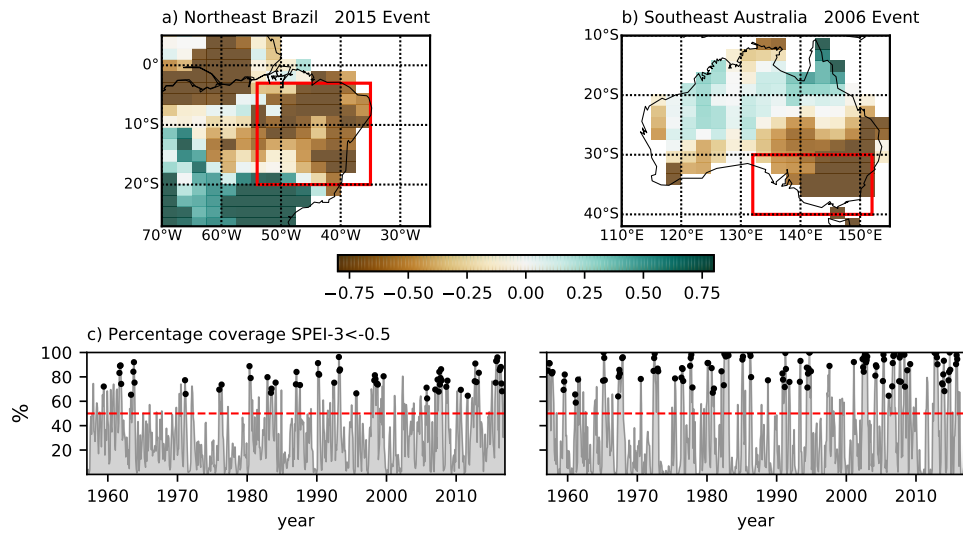 a) Northeast Brazil   2015 Event
b) Southeast Australia   2006 Event
0°
10°S
20°S
70°W 60°W 50°W 40°W 30°W
10°S
20°S
30°S
40°S
110°E 120°E 130°E 140°E 150°E
−0.75 −0.50 −0.25 0.00 0.25 0.50 0.75
c) Percentage coverage SPEI-3<-0.5
%
100
80
60
40
20
1960 1970 1980 1990 2000 2010
year
1960 1970 1980 1990 2000 2010
year